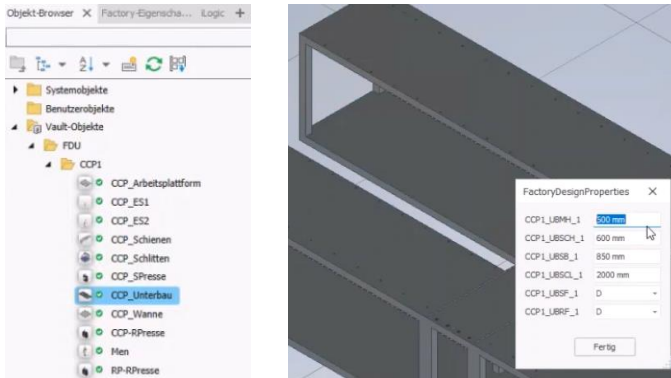 Objekt-Browser X Factory-Eigenscha... iLogic +
Systemobjekte
Benutzerobjekte
Vault-Objekte
FDU
CCP1
CCP_Arbeitsplattform
CCP_ES1
CCP_ES2
CCP_Schienen
CCP_Schlitten
CCP_SPresse
CCP_Unterbau
CCP_Wanne
CCP-RPresse
Men
RP-RPresse
FactoryDesignProperties X
CCP1_UBMH_1 500 mm
CCP1_UBSCH_1 600 mm
CCP1_UBSB_1 850 mm
CCP1_UBSCL_1 2000 mm
CCP1_UBSF_1 D
CCP1_UBRF_1 D
Fertig